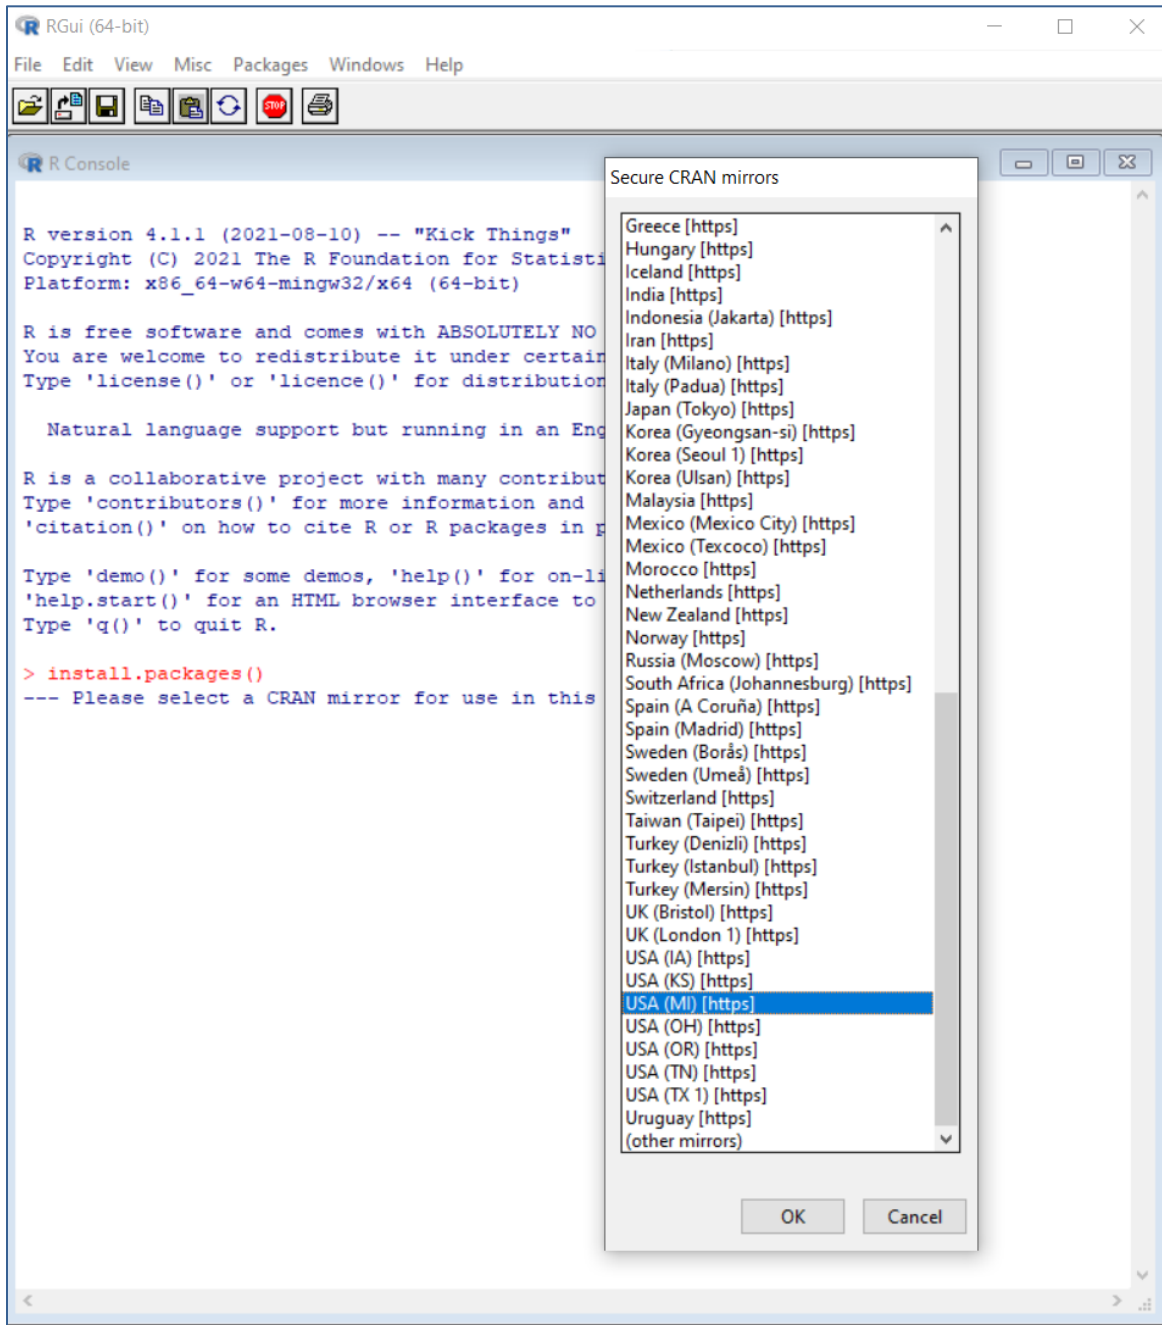 RGui (64-bit)
File Edit View Misc Packages Windows Help
STOP
R Console
R version 4.1.1 (2021-08-10) -- "Kick Things"
Copyright (C) 2021 The R Foundation for Statisti
Platform: x86_64-w64-mingw32/x64 (64-bit)
R is free software and comes with ABSOLUTELY NO
You are welcome to redistribute it under certain
Type 'license()' or 'licence()' for distribution
Natural language support but running in an Eng
R is a collaborative project with many contribut
Type 'contributors()' for more information and
'citation()' on how to cite R or R packages in p
Type 'demo()' for some demos, 'help()' for on-li
'help.start()' for an HTML browser interface to
Type 'q()' to quit R.
> install.packages()
--- Please select a CRAN mirror for use in this
Secure CRAN mirrors
Greece [https]
Hungary [https]
Iceland [https]
India [https]
Indonesia (Jakarta) [https]
Iran [https]
Italy (Milano) [https]
Italy (Padua) [https]
Japan (Tokyo) [https]
Korea (Gyeongsan-si) [https]
Korea (Seoul 1) [https]
Korea (Ulsan) [https]
Malaysia [https]
Mexico (Mexico City) [https]
Mexico (Texcoco) [https]
Morocco [https]
Netherlands [https]
New Zealand [https]
Norway [https]
Russia (Moscow) [https]
South Africa (Johannesburg) [https]
Spain (A Coruña) [https]
Spain (Madrid) [https]
Sweden (Borås) [https]
Sweden (Umeå) [https]
Switzerland [https]
Taiwan (Taipei) [https]
Turkey (Denizli) [https]
Turkey (Istanbul) [https]
Turkey (Mersin) [https]
UK (Bristol) [https]
UK (London 1) [https]
USA (IA) [https]
USA (KS) [https]
USA (MI) [https]
USA (OH) [https]
USA (OR) [https]
USA (TN) [https]
USA (TX 1) [https]
Uruguay [https]
(other mirrors)
OK Cancel